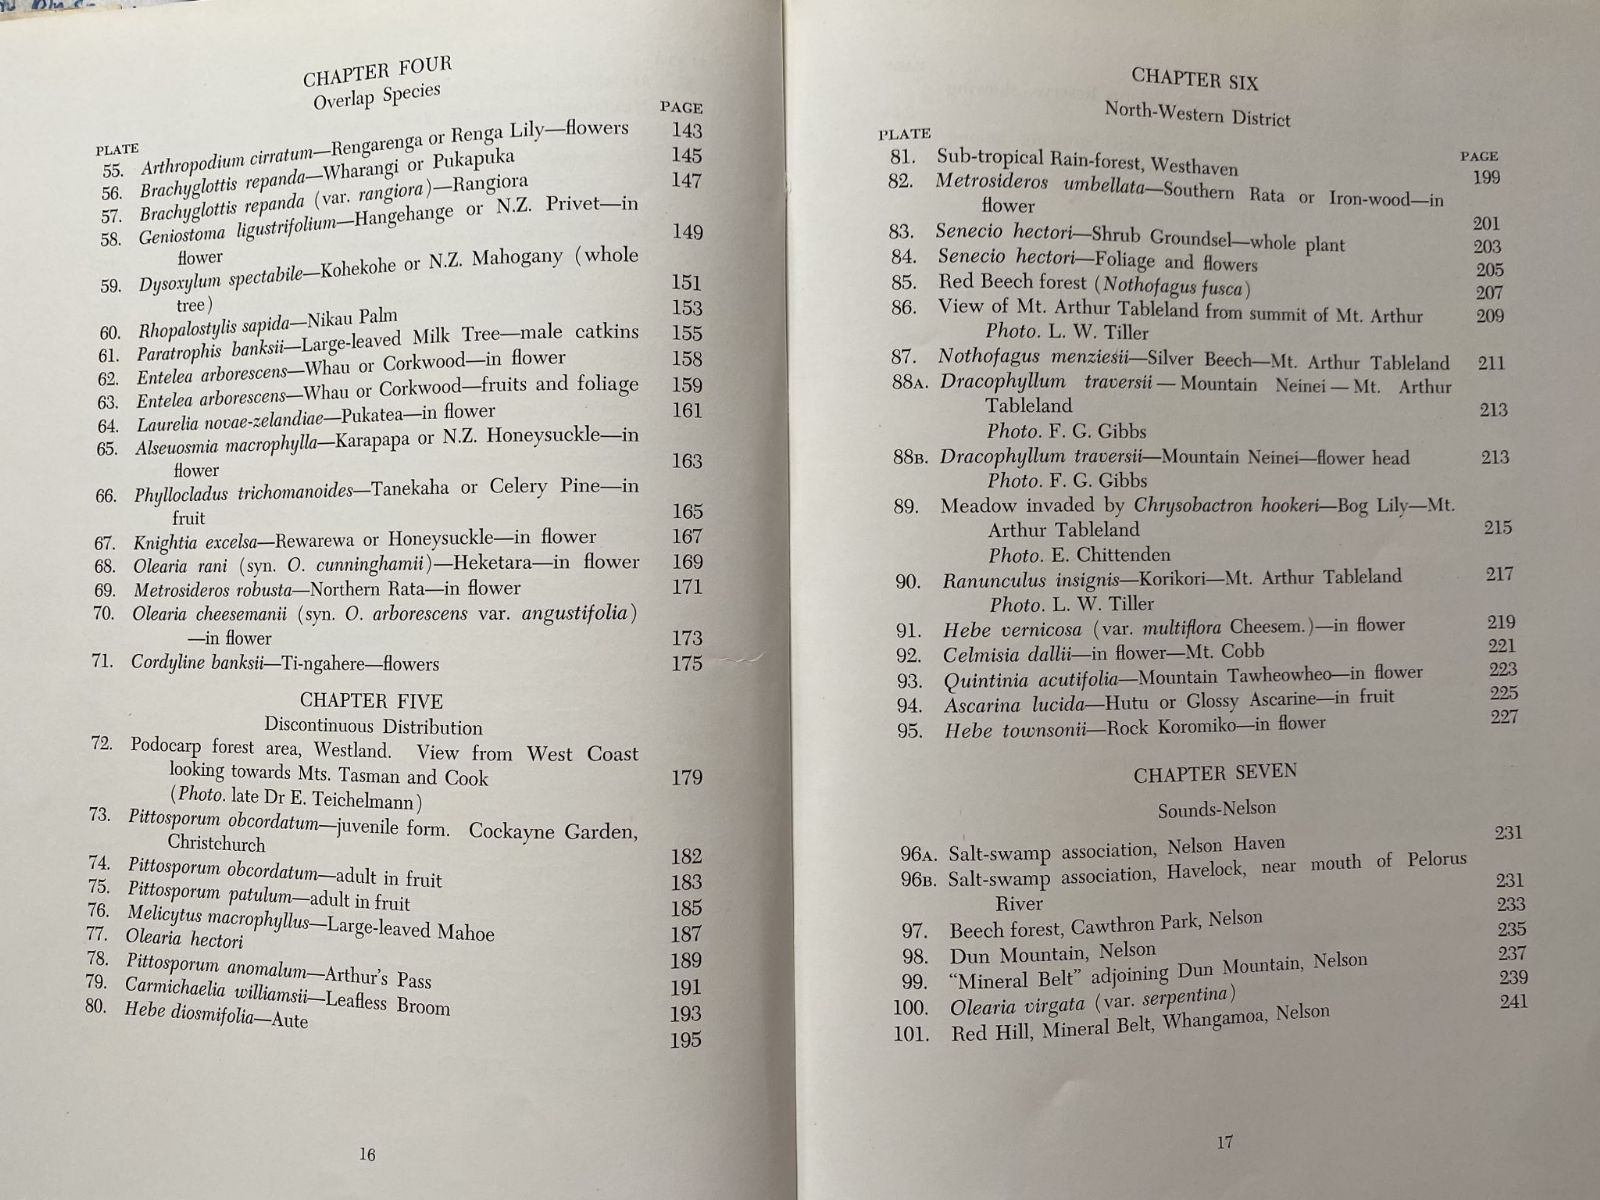 CHAPTER FOUR
Overlap Species
PLATE PAGE
55. Arthropodium cirratum—Rengarenga or Renga Lily—flowers 143
56. Brachyglottis repanda—Wharangi or Pukapuka 145
57. Brachyglottis repanda (var. rangiora)—Rangiora 147
58. Geniostoma ligustrifolium—Hangehange or N.Z. Privet—in
flower 149
59. Dysoxylum spectabile—Kohekohe or N.Z. Mahogany (whole
tree) 151
60. Rhopalostylis sapida—Nikau Palm 153
61. Paratrophis banksii—Large-leaved Milk Tree—male catkins 155
62. Entelea arborescens—Whau or Corkwood—in flower 158
63. Entelea arborescens—Whau or Corkwood—fruits and foliage 159
64. Laurelia novae-zelandiae—Pukatea—in flower 161
65. Alseuosmia macrophylla—Karapapa or N.Z. Honeysuckle—in
flower 163
66. Phyllocladus trichomanoides—Tanekaha or Celery Pine—in
fruit 165
67. Knightia excelsa—Rewarewa or Honeysuckle—in flower 167
68. Olearia rani (syn. O. cunninghamii)—Heketara—in flower 169
69. Metrosideros robusta—Northern Rata—in flower 171
70. Olearia cheesemanii (syn. O. arborescens var. angustifolia)
—in flower 173
71. Cordyline banksii—Ti-ngahere—flowers 175
CHAPTER FIVE
Discontinuous Distribution
72. Podocarp forest area, Westland. View from West Coast
looking towards Mts. Tasman and Cook 179
(Photo. late Dr E. Teichelmann)
73. Pittosporum obcordatum—juvenile form. Cockayne Garden,
Christchurch 182
74. Pittosporum obcordatum—adult in fruit 183
75. Pittosporum patulum—adult in fruit 185
76. Melicytus macrophyllus—Large-leaved Mahoe 187
77. Olearia hectori 189
78. Pittosporum anomalum—Arthur's Pass 191
79. Carmichaelia williamsii—Leafless Broom 193
80. Hebe diosmifolia—Aute 195
16
CHAPTER SIX
North-Western District
PLATE PAGE
81. Sub-tropical Rain-forest, Westhaven 199
82. Metrosideros umbellata—Southern Rata or Iron-wood—in
flower 201
83. Senecio hectori—Shrub Groundsel—whole plant 203
84. Senecio hectori—Foliage and flowers 205
85. Red Beech forest (Nothofagus fusca) 207
86. View of Mt. Arthur Tableland from summit of Mt. Arthur 209
Photo. L. W. Tiller
87. Nothofagus menziesii—Silver Beech—Mt. Arthur Tableland 211
88A. Dracophyllum traversii—Mountain Neinei—Mt. Arthur
Tableland 213
Photo. F. G. Gibbs
88B. Dracophyllum traversii—Mountain Neinei—flower head 213
Photo. F. G. Gibbs
89. Meadow invaded by Chrysobactron hookeri—Bog Lily—Mt.
Arthur Tableland 215
Photo. E. Chittenden
90. Ranunculus insignis—Korikori—Mt. Arthur Tableland 217
Photo. L. W. Tiller
91. Hebe vernicosa (var. multiflora Cheesem.)—in flower 219
92. Celmisia dallii—in flower—Mt. Cobb 221
93. Quintinia acutifolia—Mountain Tawheowheo—in flower 223
94. Ascarina lucida—Hutu or Glossy Ascarine—in fruit 225
95. Hebe townsonii—Rock Koromiko—in flower 227
CHAPTER SEVEN
Sounds-Nelson
96A. Salt-swamp association, Nelson Haven 231
96B. Salt-swamp association, Havelock, near mouth of Pelorus
River 231
97. Beech forest, Cawthron Park, Nelson 233
98. Dun Mountain, Nelson 235
99. "Mineral Belt" adjoining Dun Mountain, Nelson 237
100. Olearia virgata (var. serpentina) 239
101. Red Hill, Mineral Belt, Whangamoa, Nelson 241
17